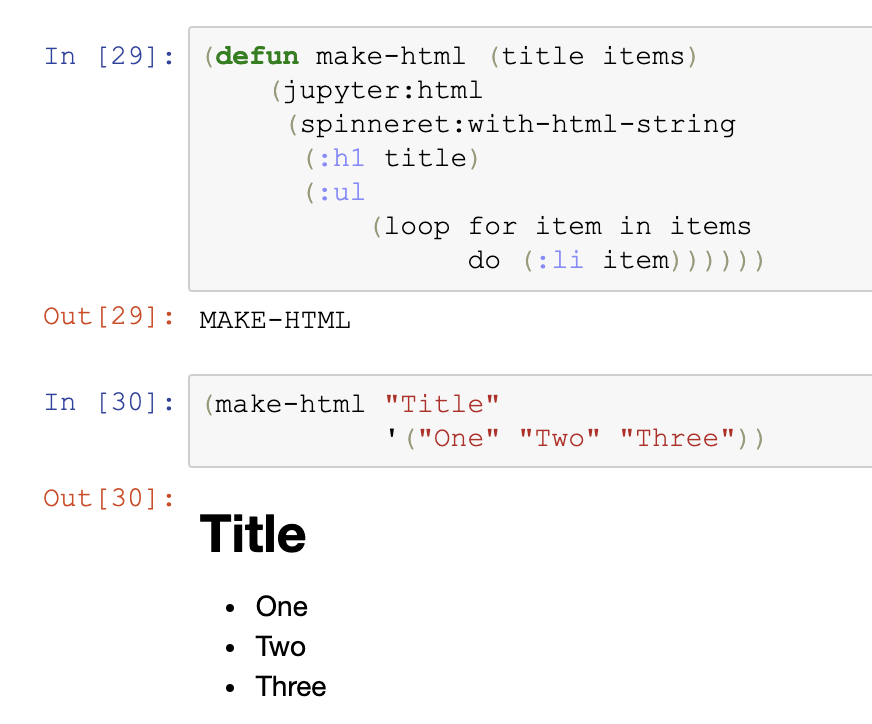 In [29]: (defun make-html (title items)
(jupyter:html
(spinneret:with-html-string
(:h1 title)
(:ul
(loop for item in items
do (:li item))))))
Out[29]: MAKE-HTML
In [30]: (make-html "Title"
'("One" "Two" "Three"))
Out[30]:
Title
• One
• Two
• Three